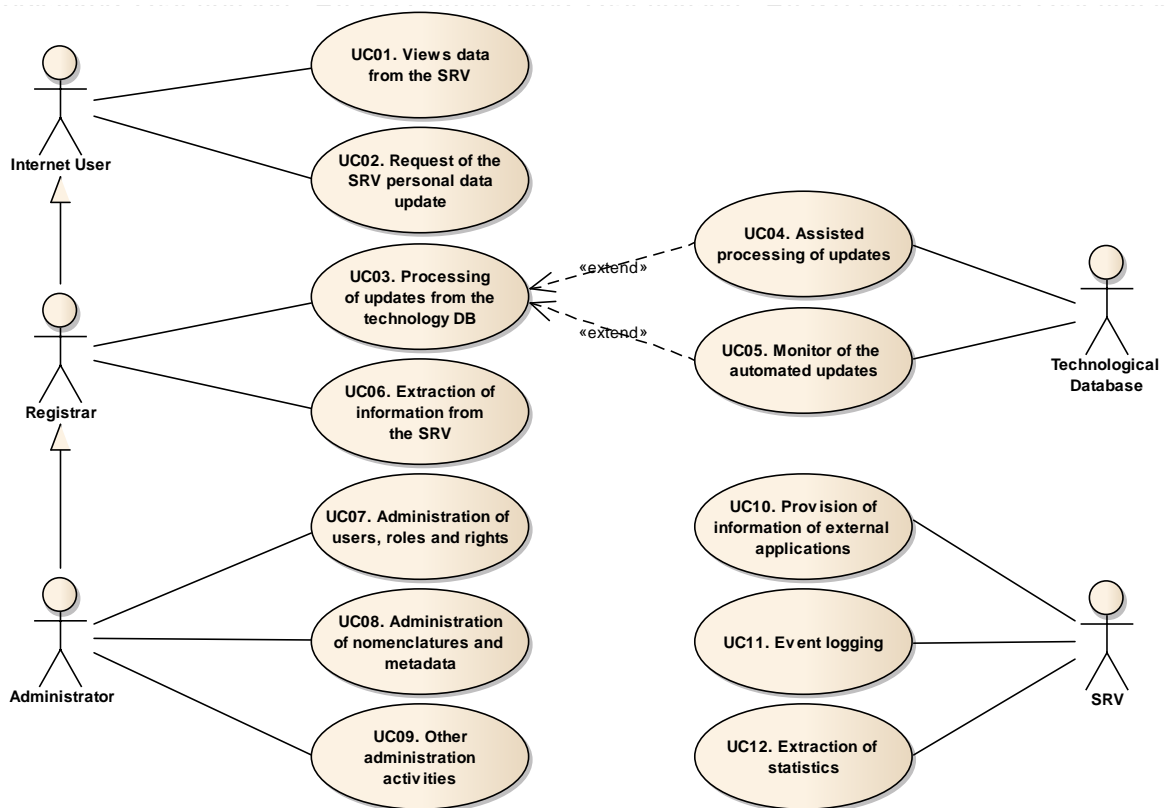 UC01. Views data
from the SRV
Internet User
UC02. Request of the
SRV personal data
update
UC03. Processing
of updates from the
technology DB
«extend»
«extend»
UC04. Assisted
processing of updates
UC05. Monitor of the
automated updates
Technological
Database
Registrar
UC06. Extraction of
information from
the SRV
UC07. Administration of
users, roles and rights
UC08. Administration
of nomenclatures and
metadata
Administrator
UC09. Other
administration
activities
UC10. Provision of
information of external
applications
UC11. Event logging
SRV
UC12. Extraction of
statistics